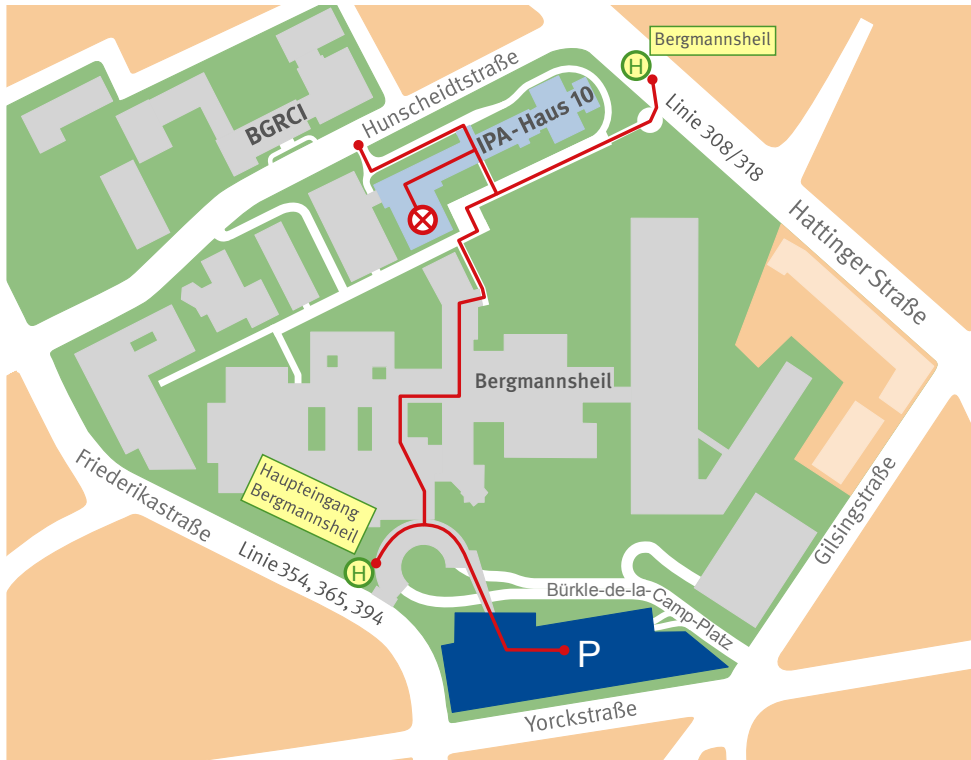 Bergmannsheil
H
Hunscheidtstraße
BGRCI
IPA-Haus 10
Linie 308/318
Hattinger Straße
Bergmannsheil
Friederikastraße
Haupteingang
Bergmannsheil
H
Linie 354, 365, 394
Gilsingstraße
Bürkle-de-la-Camp-Platz
P
Yorckstraße